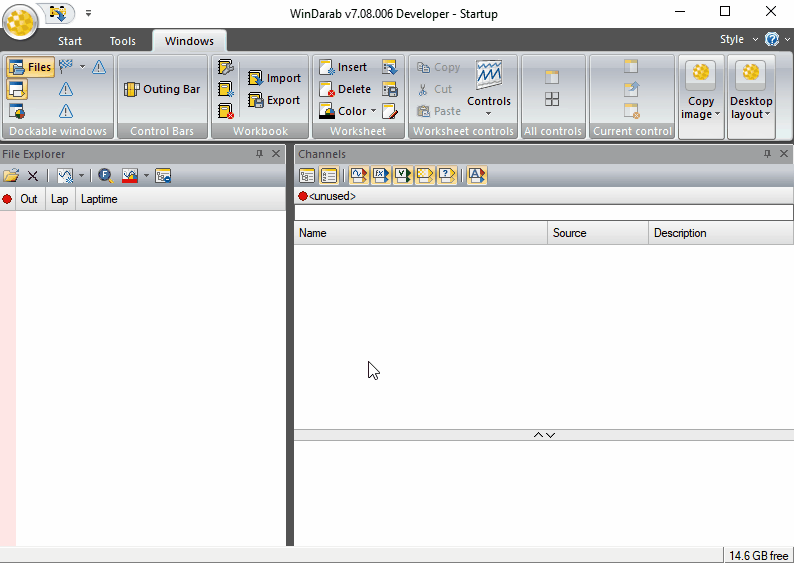 WinDarab v7.08.006 Developer - Startup
Start Tools Windows Style
Files Outing Bar Import Export Insert Delete Color Copy Cut Paste Controls Copy image Desktop layout
Dockable windows Control Bars Workbook Worksheet Worksheet controls All controls Current control
File Explorer Channels
<unused>
Out Lap Laptime
Name Source Description
14.6 GB free